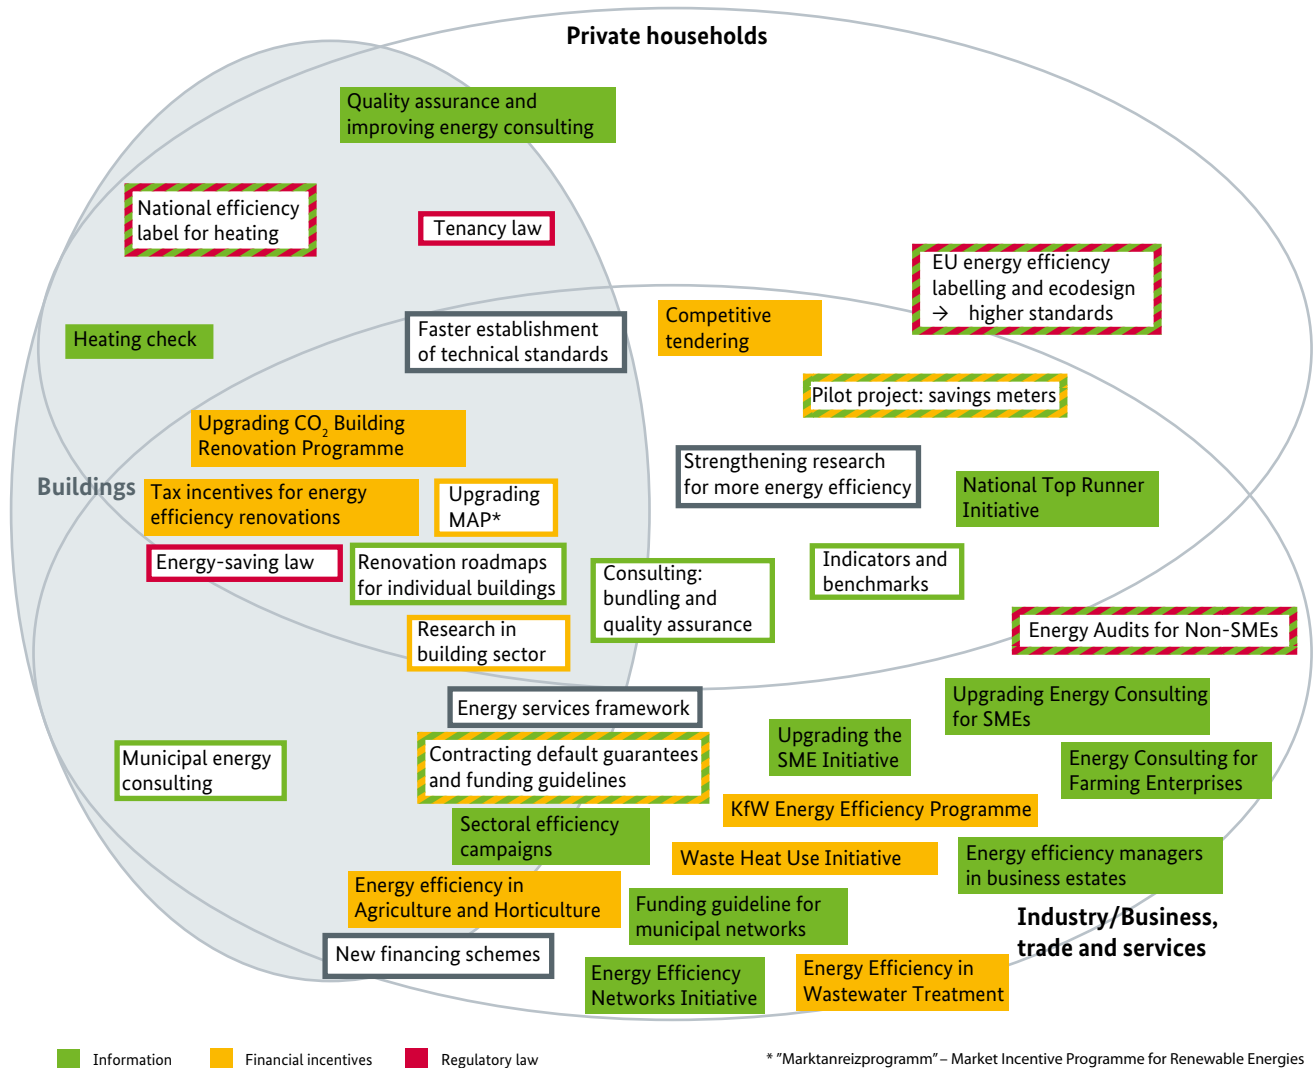 Private households
Quality assurance and
improving energy consulting
National efficiency
label for heating
Tenancy law
EU energy efficiency
labelling and ecodesign
→ higher standards
Heating check
Faster establishment
of technical standards
Competitive
tendering
Pilot project: savings meters
Upgrading CO2 Building
Renovation Programme
Strengthening research
for more energy efficiency
National Top Runner
Initiative
Buildings
Tax incentives for energy
efficiency renovations
Upgrading
MAP*
Energy-saving law
Renovation roadmaps
for individual buildings
Consulting:
bundling and
quality assurance
Indicators and
benchmarks
Research in
building sector
Energy Audits for Non-SMEs
Energy services framework
Upgrading Energy Consulting
for SMEs
Municipal energy
consulting
Contracting default guarantees
and funding guidelines
Upgrading the
SME Initiative
Energy Consulting for
Farming Enterprises
KfW Energy Efficiency Programme
Sectoral efficiency
campaigns
Waste Heat Use Initiative
Energy efficiency managers
in business estates
Energy efficiency in
Agriculture and Horticulture
Funding guideline for
municipal networks
Industry/Business,
trade and services
New financing schemes
Energy Efficiency
Networks Initiative
Energy Efficiency in
Wastewater Treatment
Information
Financial incentives
Regulatory law
* "Marktanreizprogramm" – Market Incentive Programme for Renewable Energies